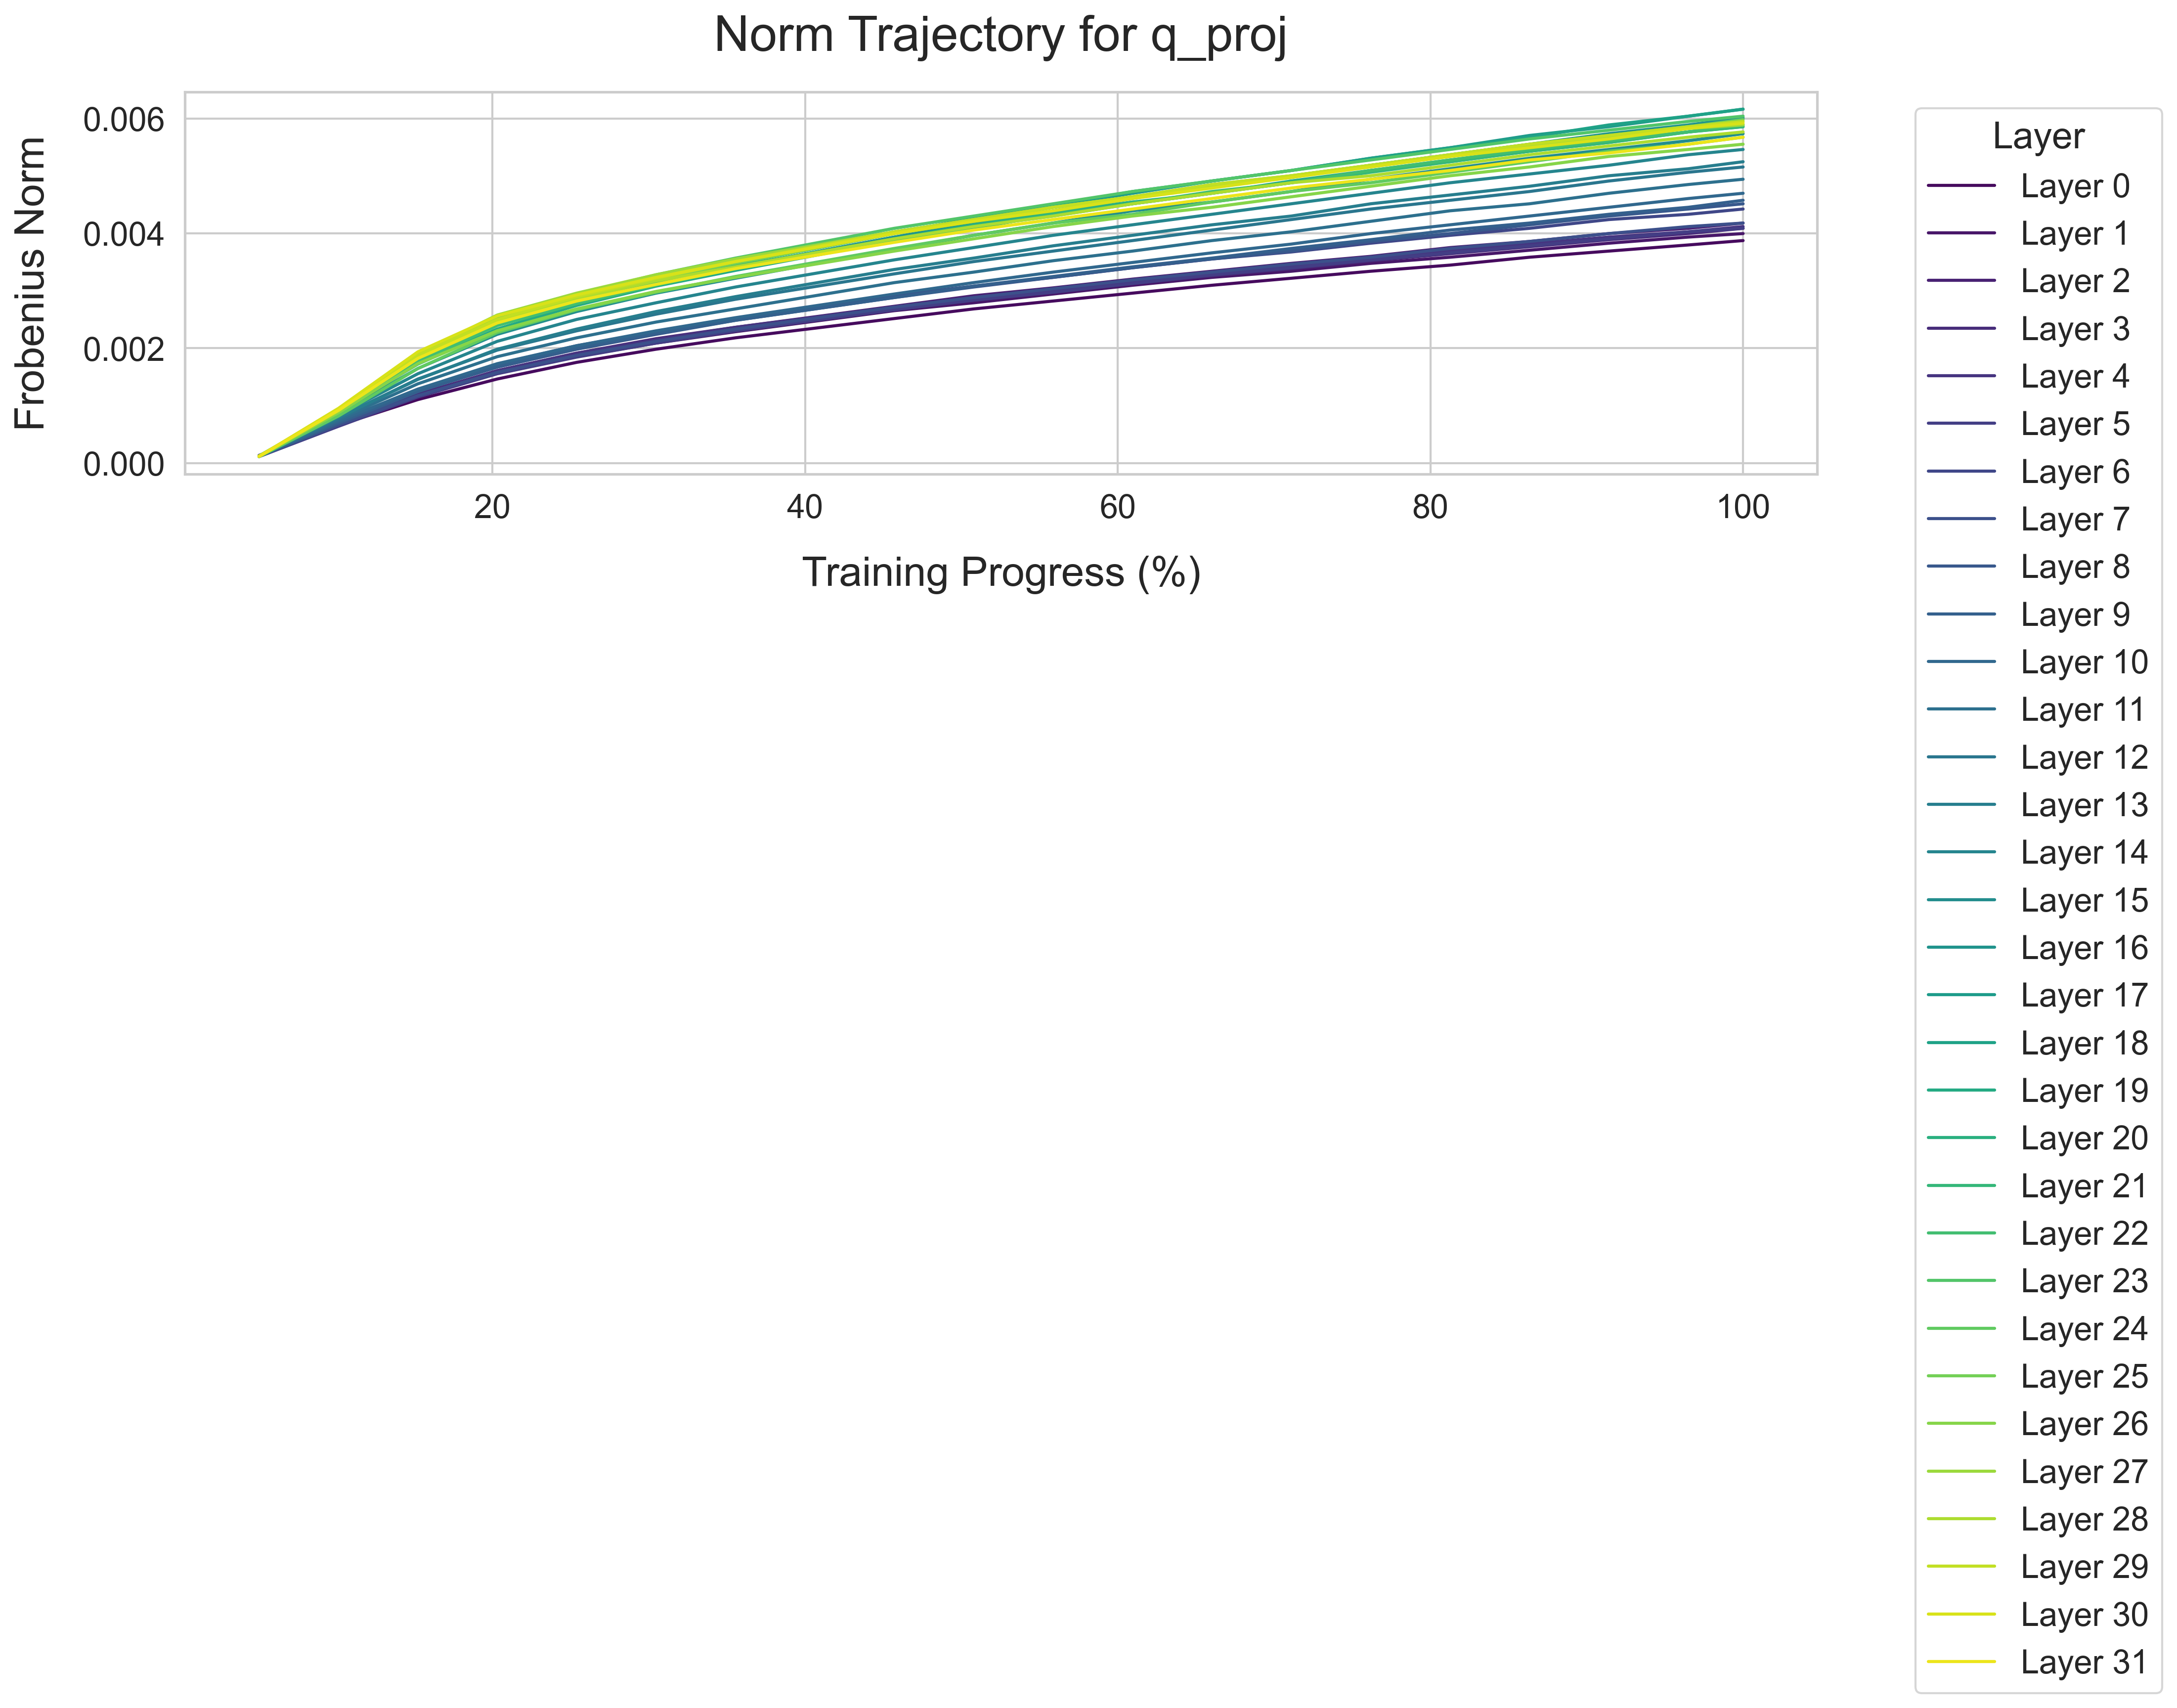 Norm Trajectory for q_proj
Frobenius Norm
0.006
0.004
0.002
0.000
20
40
60
80
100
Training Progress (%)
Layer
Layer 0
Layer 1
Layer 2
Layer 3
Layer 4
Layer 5
Layer 6
Layer 7
Layer 8
Layer 9
Layer 10
Layer 11
Layer 12
Layer 13
Layer 14
Layer 15
Layer 16
Layer 17
Layer 18
Layer 19
Layer 20
Layer 21
Layer 22
Layer 23
Layer 24
Layer 25
Layer 26
Layer 27
Layer 28
Layer 29
Layer 30
Layer 31